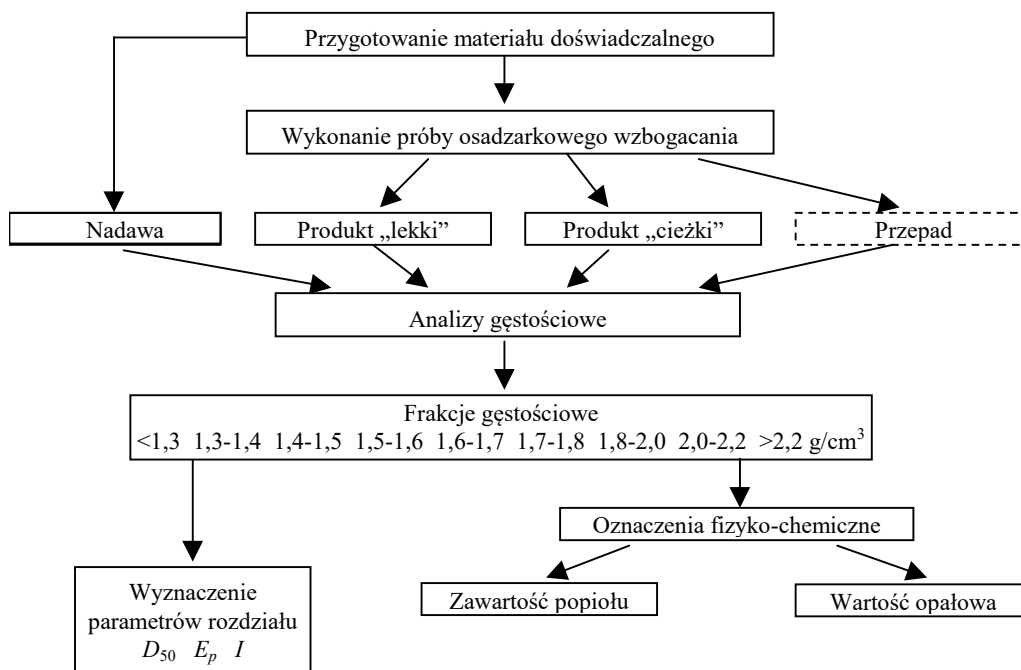 Przygotowanie materiału doświadczalnego
Wykonanie próby osadzarkowego wzbogacania
Nadawa
Produkt „lekki”
Produkt „cieżki”
Przepad
Analizy gęstościowe
Frakcje gęstościowe
<1,3 1,3-1,4 1,4-1,5 1,5-1,6 1,6-1,7 1,7-1,8 1,8-2,0 2,0-2,2 >2,2 g/cm³
Oznaczenia fizyko-chemiczne
Wyznaczenie
parametrów rozdziału
D₅₀ Eₚ I
Zawartość popiołu
Wartość opałowa